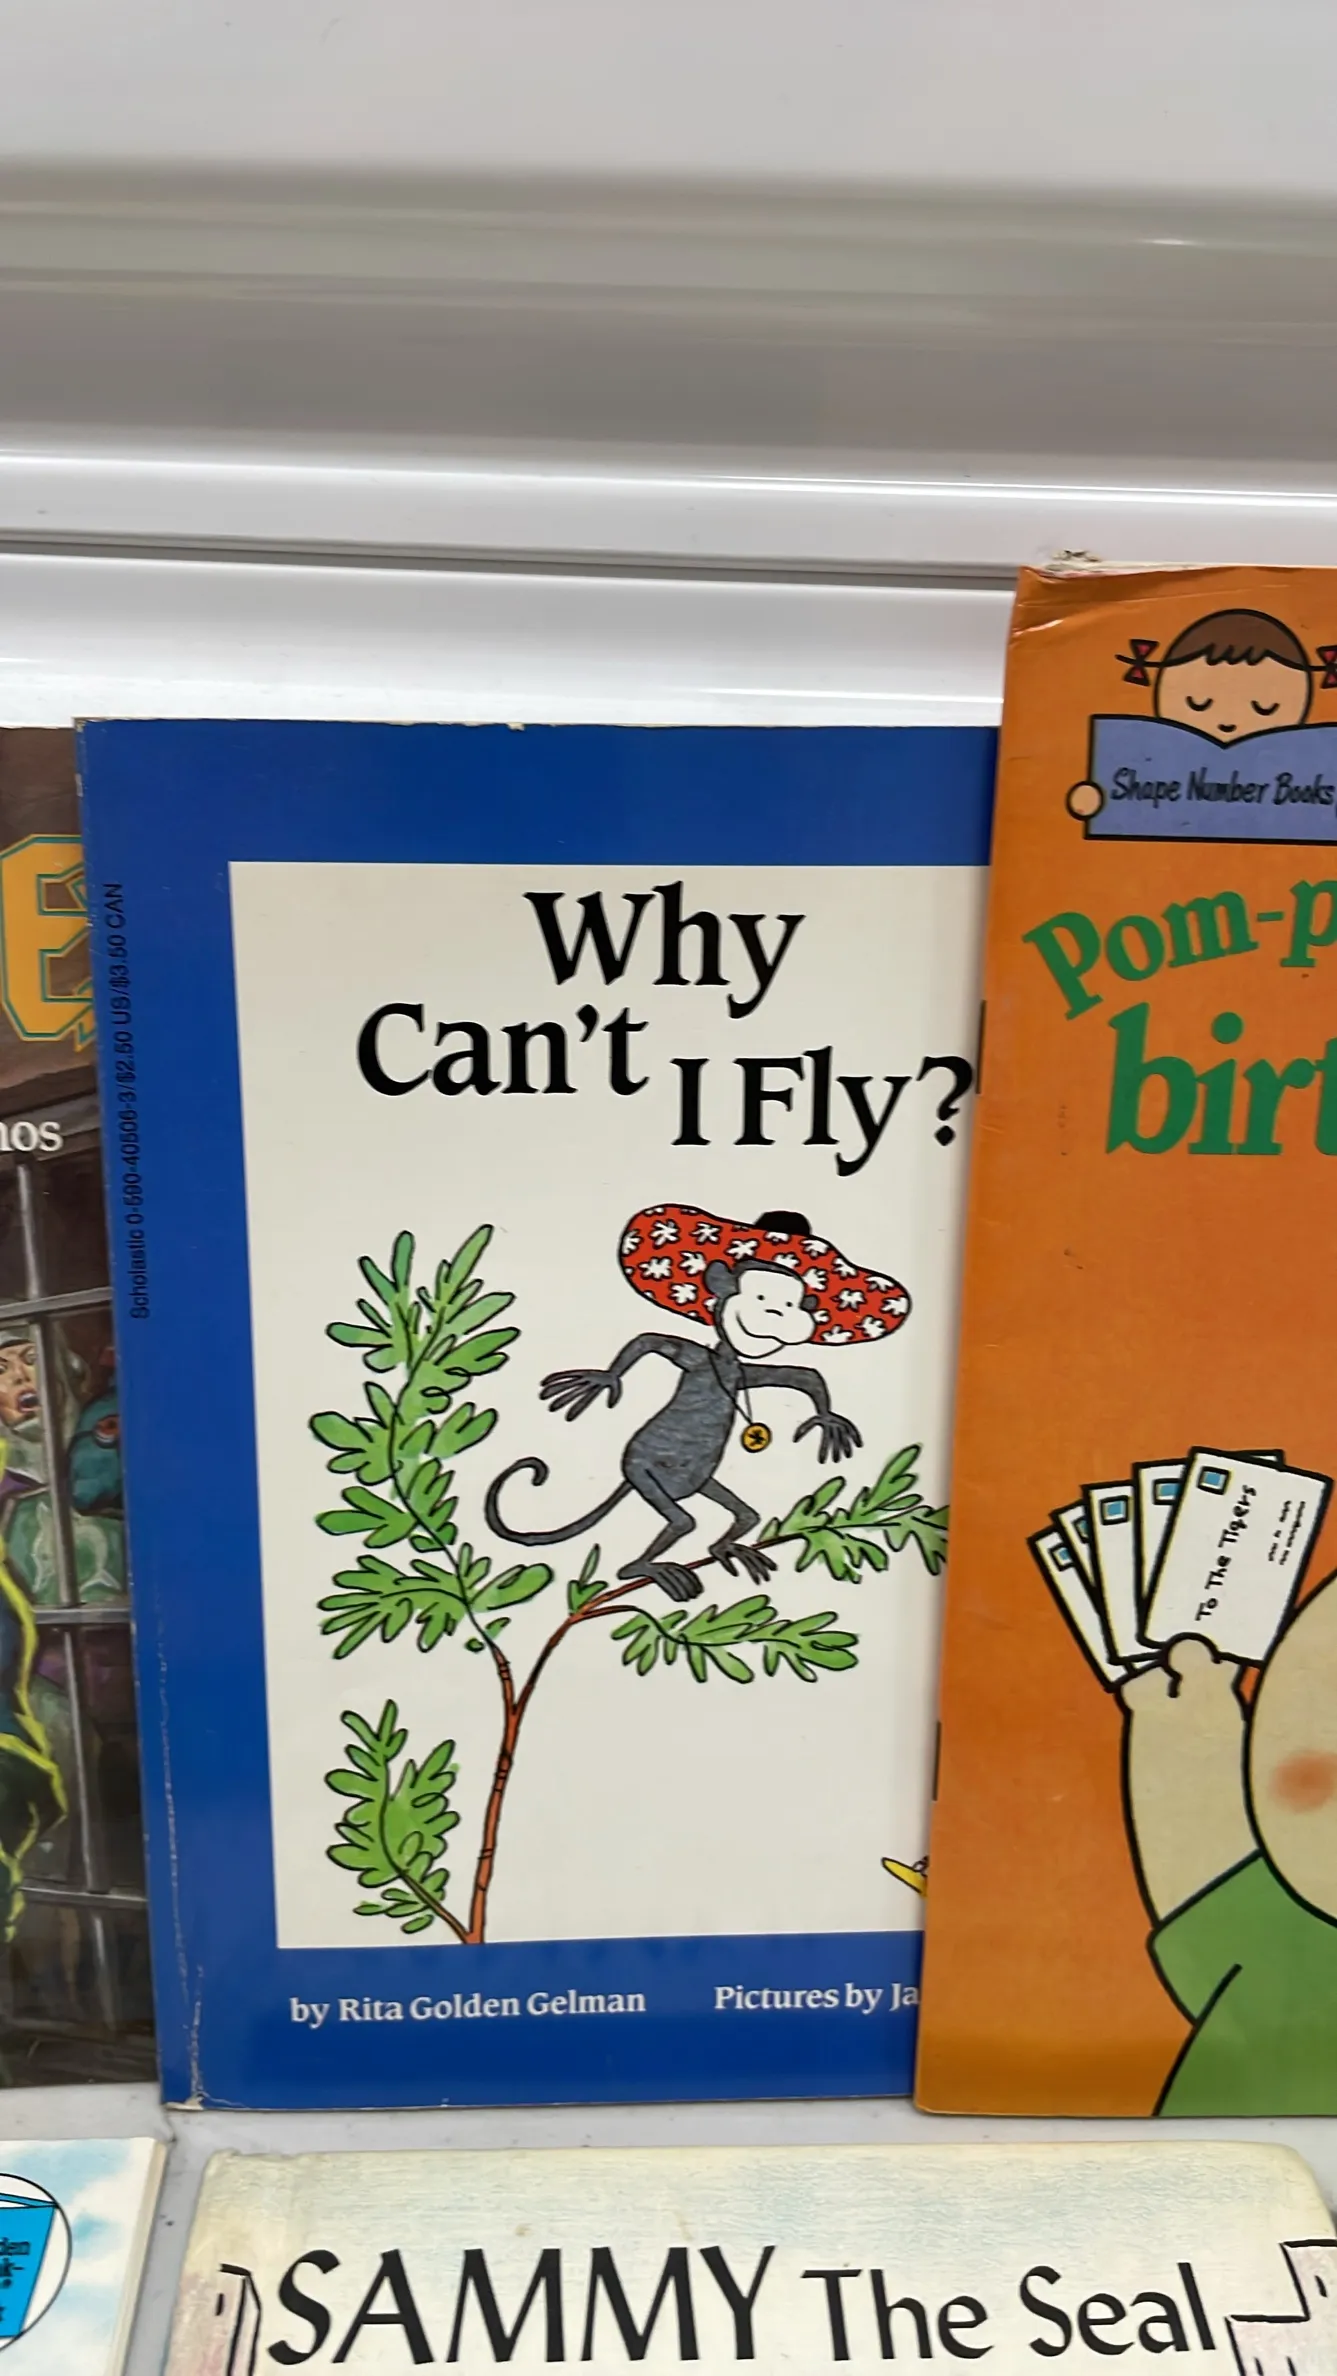 Scholastic 0-590-40506-3/$2.50 US/$3.50 CAN
Why
Can't
I Fly?
by Rita Golden Gelman
Pictures by Ja
Shape Number Books
Pom-p
birt
To The Tigers
E
nos
SAMMY The Seal